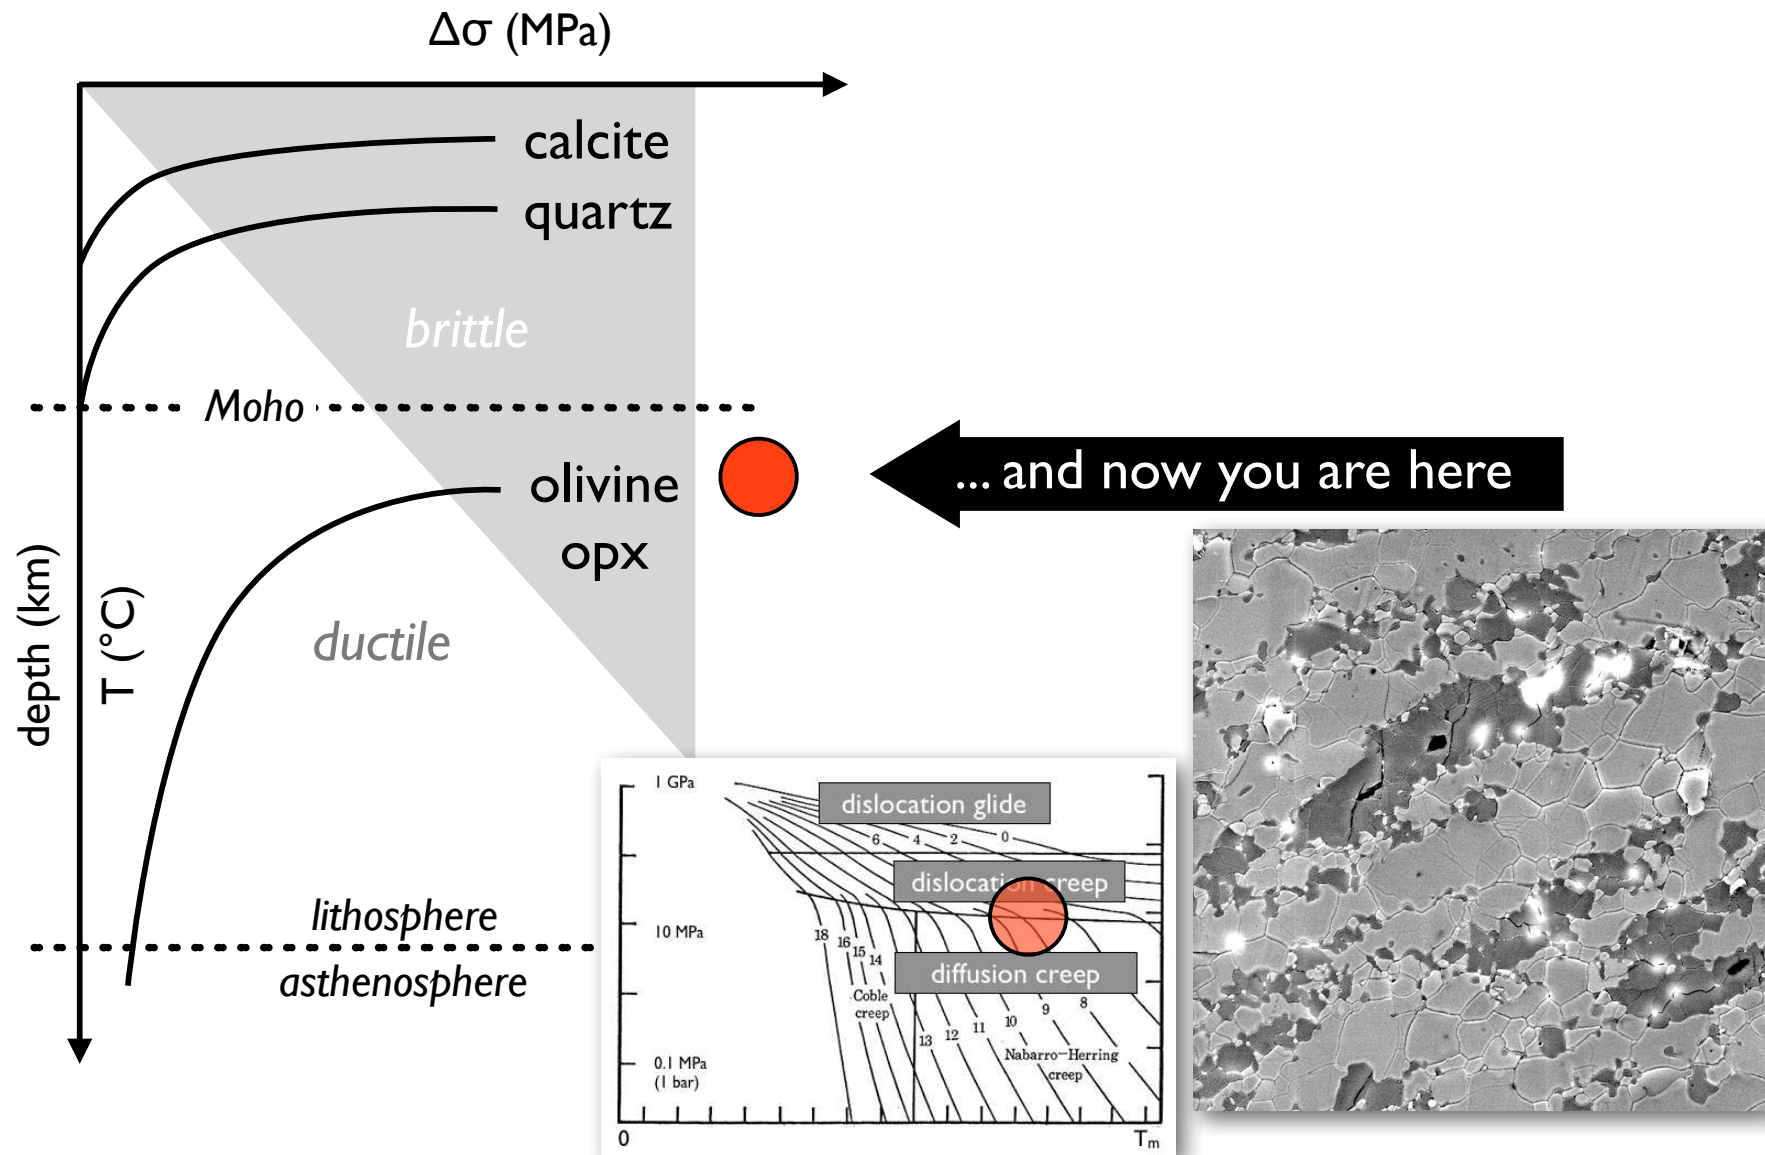 Δσ (MPa)
calcite
quartz
brittle
Moho
olivine
opx
... and now you are here
ductile
depth (km)
T (°C)
lithosphere
asthenosphere
1 GPa
dislocation glide
6 4 2 0
dislocation creep
10 MPa
18 16 15 14
diffusion creep
Coble
creep
13 12 11 10 9 8
Nabarro-Herring
creep
0.1 MPa
(1 bar)
0
Tm